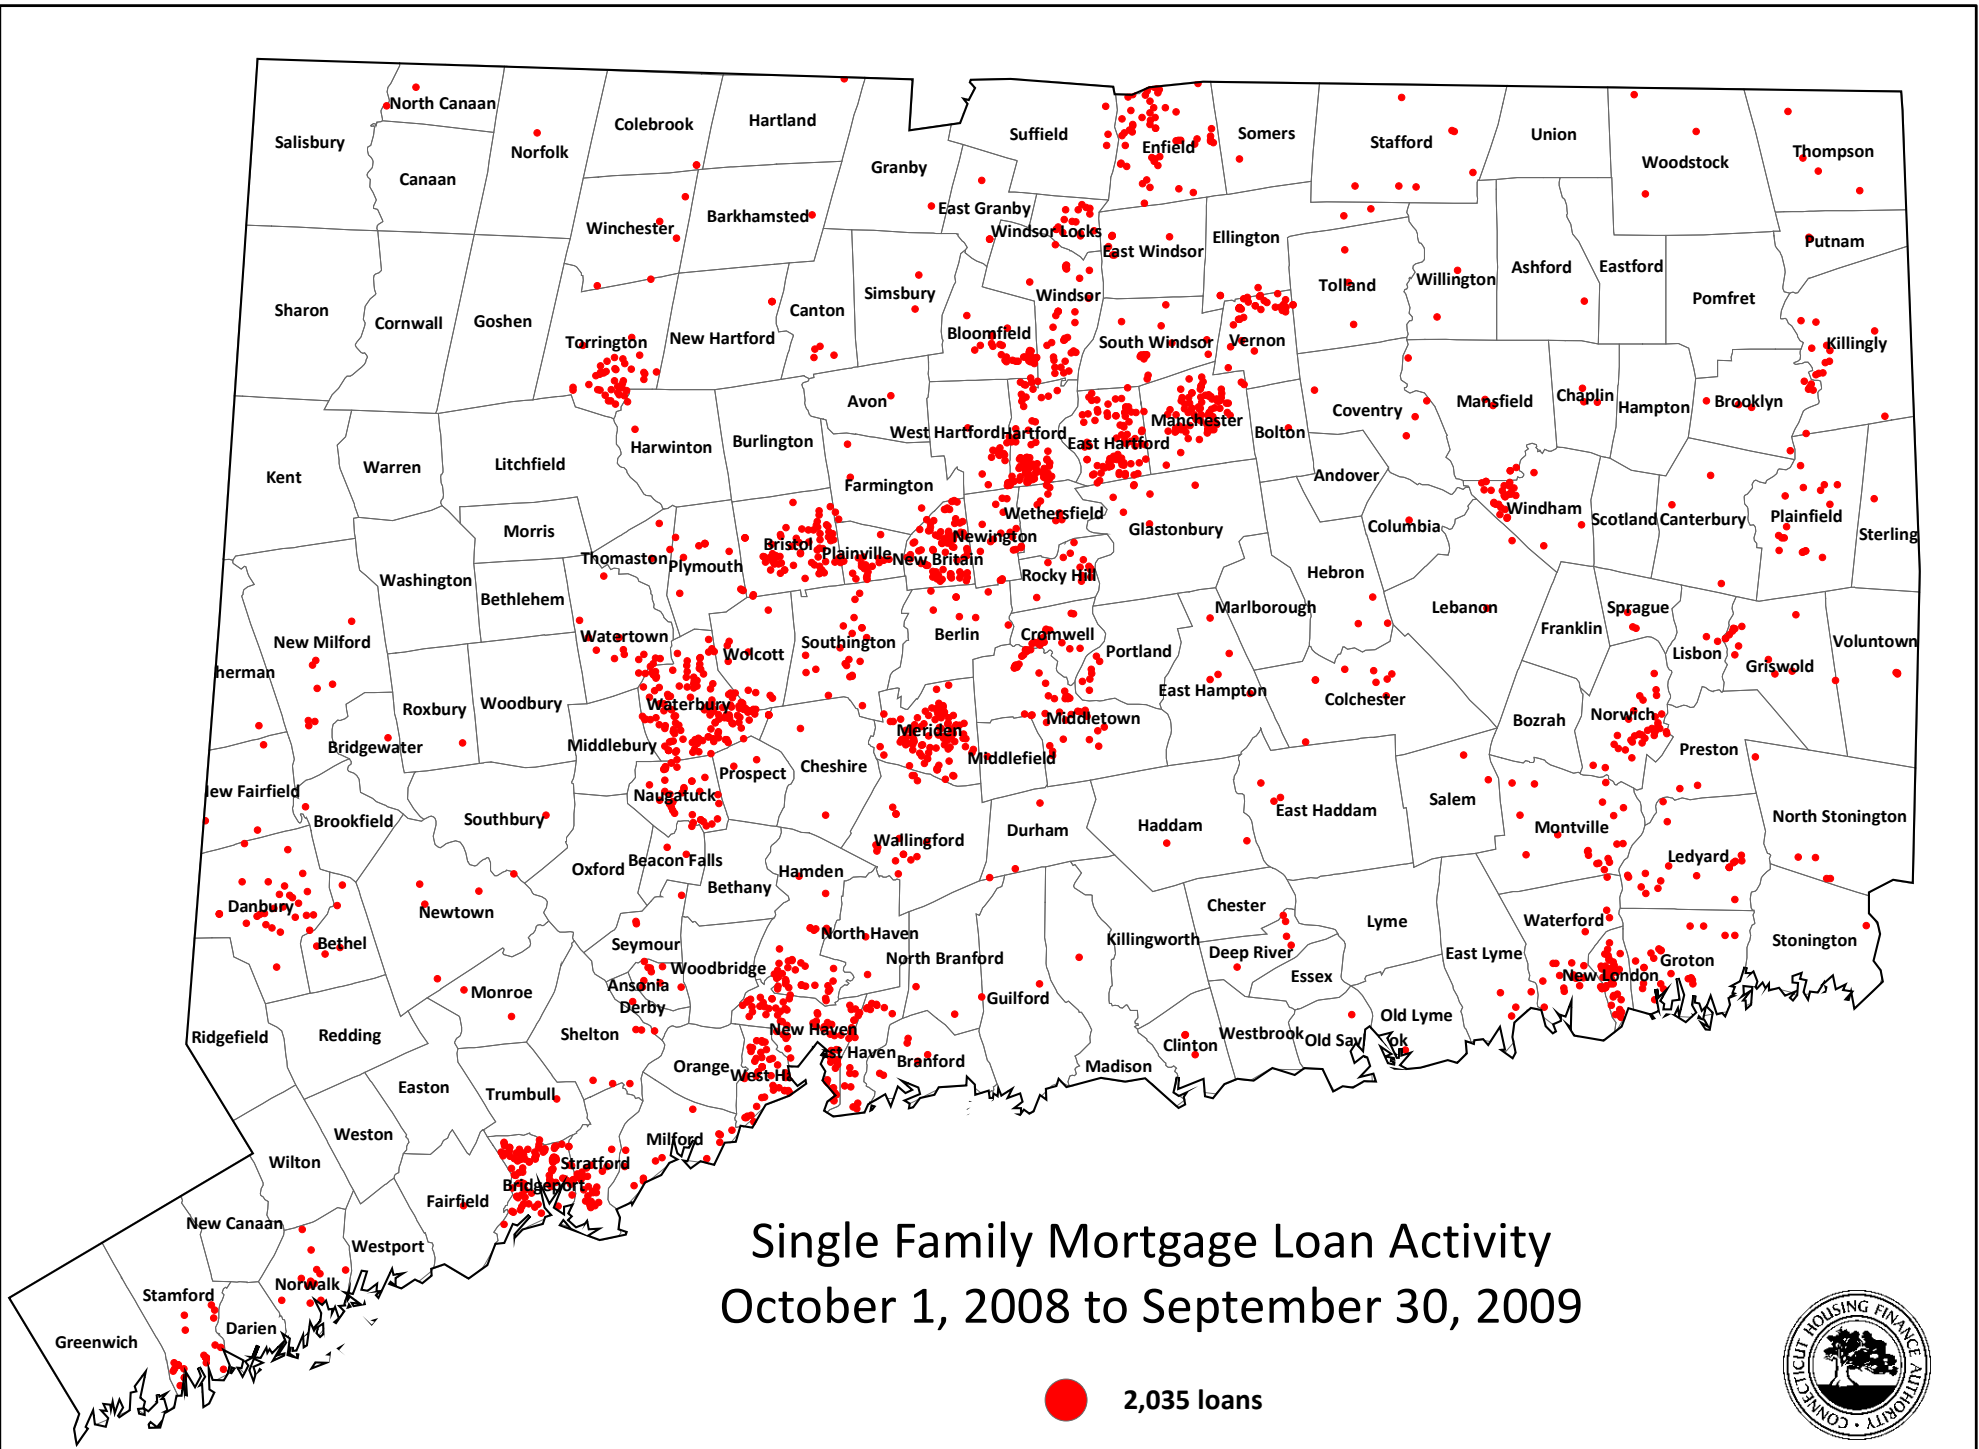 North Canaan
Colebrook
Hartland
Salisbury
Norfolk
Canaan
Granby
Suffield
Enfield
Somers
Stafford
Union
Woodstock
Thompson
Winchester
Barkhamsted
East Granby
Windsor Locks
East Windsor
Ellington
Putnam
Sharon
Cornwall
Goshen
Torrington
New Hartford
Canton
Simsbury
Windsor
Bloomfield
South Windsor
Vernon
Tolland
Willington
Ashford
Eastford
Pomfret
Killingly
Kent
Warren
Litchfield
Harwinton
Burlington
Avon
West Hartford
Hartford
East Hartford
Manchester
Bolton
Coventry
Mansfield
Chaplin
Hampton
Brooklyn
Farmington
Andover
Morris
Wethersfield
Glastonbury
Columbia
Windham
Scotland
Canterbury
Plainfield
Sterling
Washington
Thomaston
Plymouth
Bristol
Plainville
New Britain
Newington
Rocky Hill
Hebron
Bethlehem
New Milford
Watertown
Wolcott
Southington
Berlin
Cromwell
Portland
Marlborough
Lebanon
Franklin
Sprague
Lisbon
Griswold
Voluntown
herman
Roxbury
Woodbury
Waterbury
Meriden
Middletown
East Hampton
Colchester
Bozrah
Norwich
Preston
Bridgewater
Middlebury
Prospect
Cheshire
Middlefield
ew Fairfield
Brookfield
Southbury
Naugatuck
Wallingford
Durham
Haddam
East Haddam
Salem
Montville
North Stonington
Oxford
Beacon Falls
Bethany
Hamden
Ledyard
Danbury
Bethel
Newtown
Seymour
Woodbridge
North Haven
North Branford
Killingworth
Chester
Deep River
Essex
Lyme
East Lyme
Waterford
New London
Groton
Stonington
Ridgefield
Redding
Monroe
Ansonia
Derby
Shelton
New Haven
ast Haven
Branford
Guilford
Madison
Clinton
Westbrook
Old Say ok
Old Lyme
Easton
Trumbull
Orange
West H
Weston
Wilton
Milford
Stratford
Bridgeport
Fairfield
New Canaan
Westport
Norwalk
Stamford
Darien
Greenwich
Single Family Mortgage Loan Activity
October 1, 2008 to September 30, 2009
2,035 loans
CONNECTICUT HOUSING FINANCE AUTHORITY